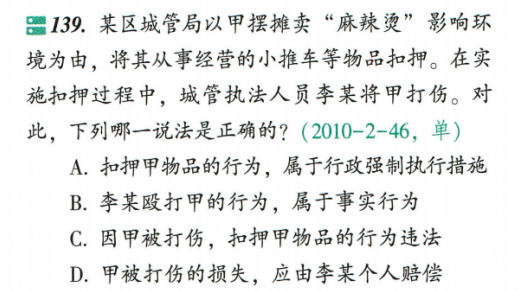 139. 某区城管局以甲摆摊卖“麻辣烫”影响环
境为由，将其从事经营的小推车等物品扣押。在实
施扣押过程中，城管执法人员李某将甲打伤。对
此，下列哪一说法是正确的?（2010-2-46，单）
A. 扣押甲物品的行为，属于行政强制执行措施
B. 李某殴打甲的行为，属于事实行为
C. 因甲被打伤，扣押甲物品的行为违法
D. 甲被打伤的损失，应由李某个人赔偿